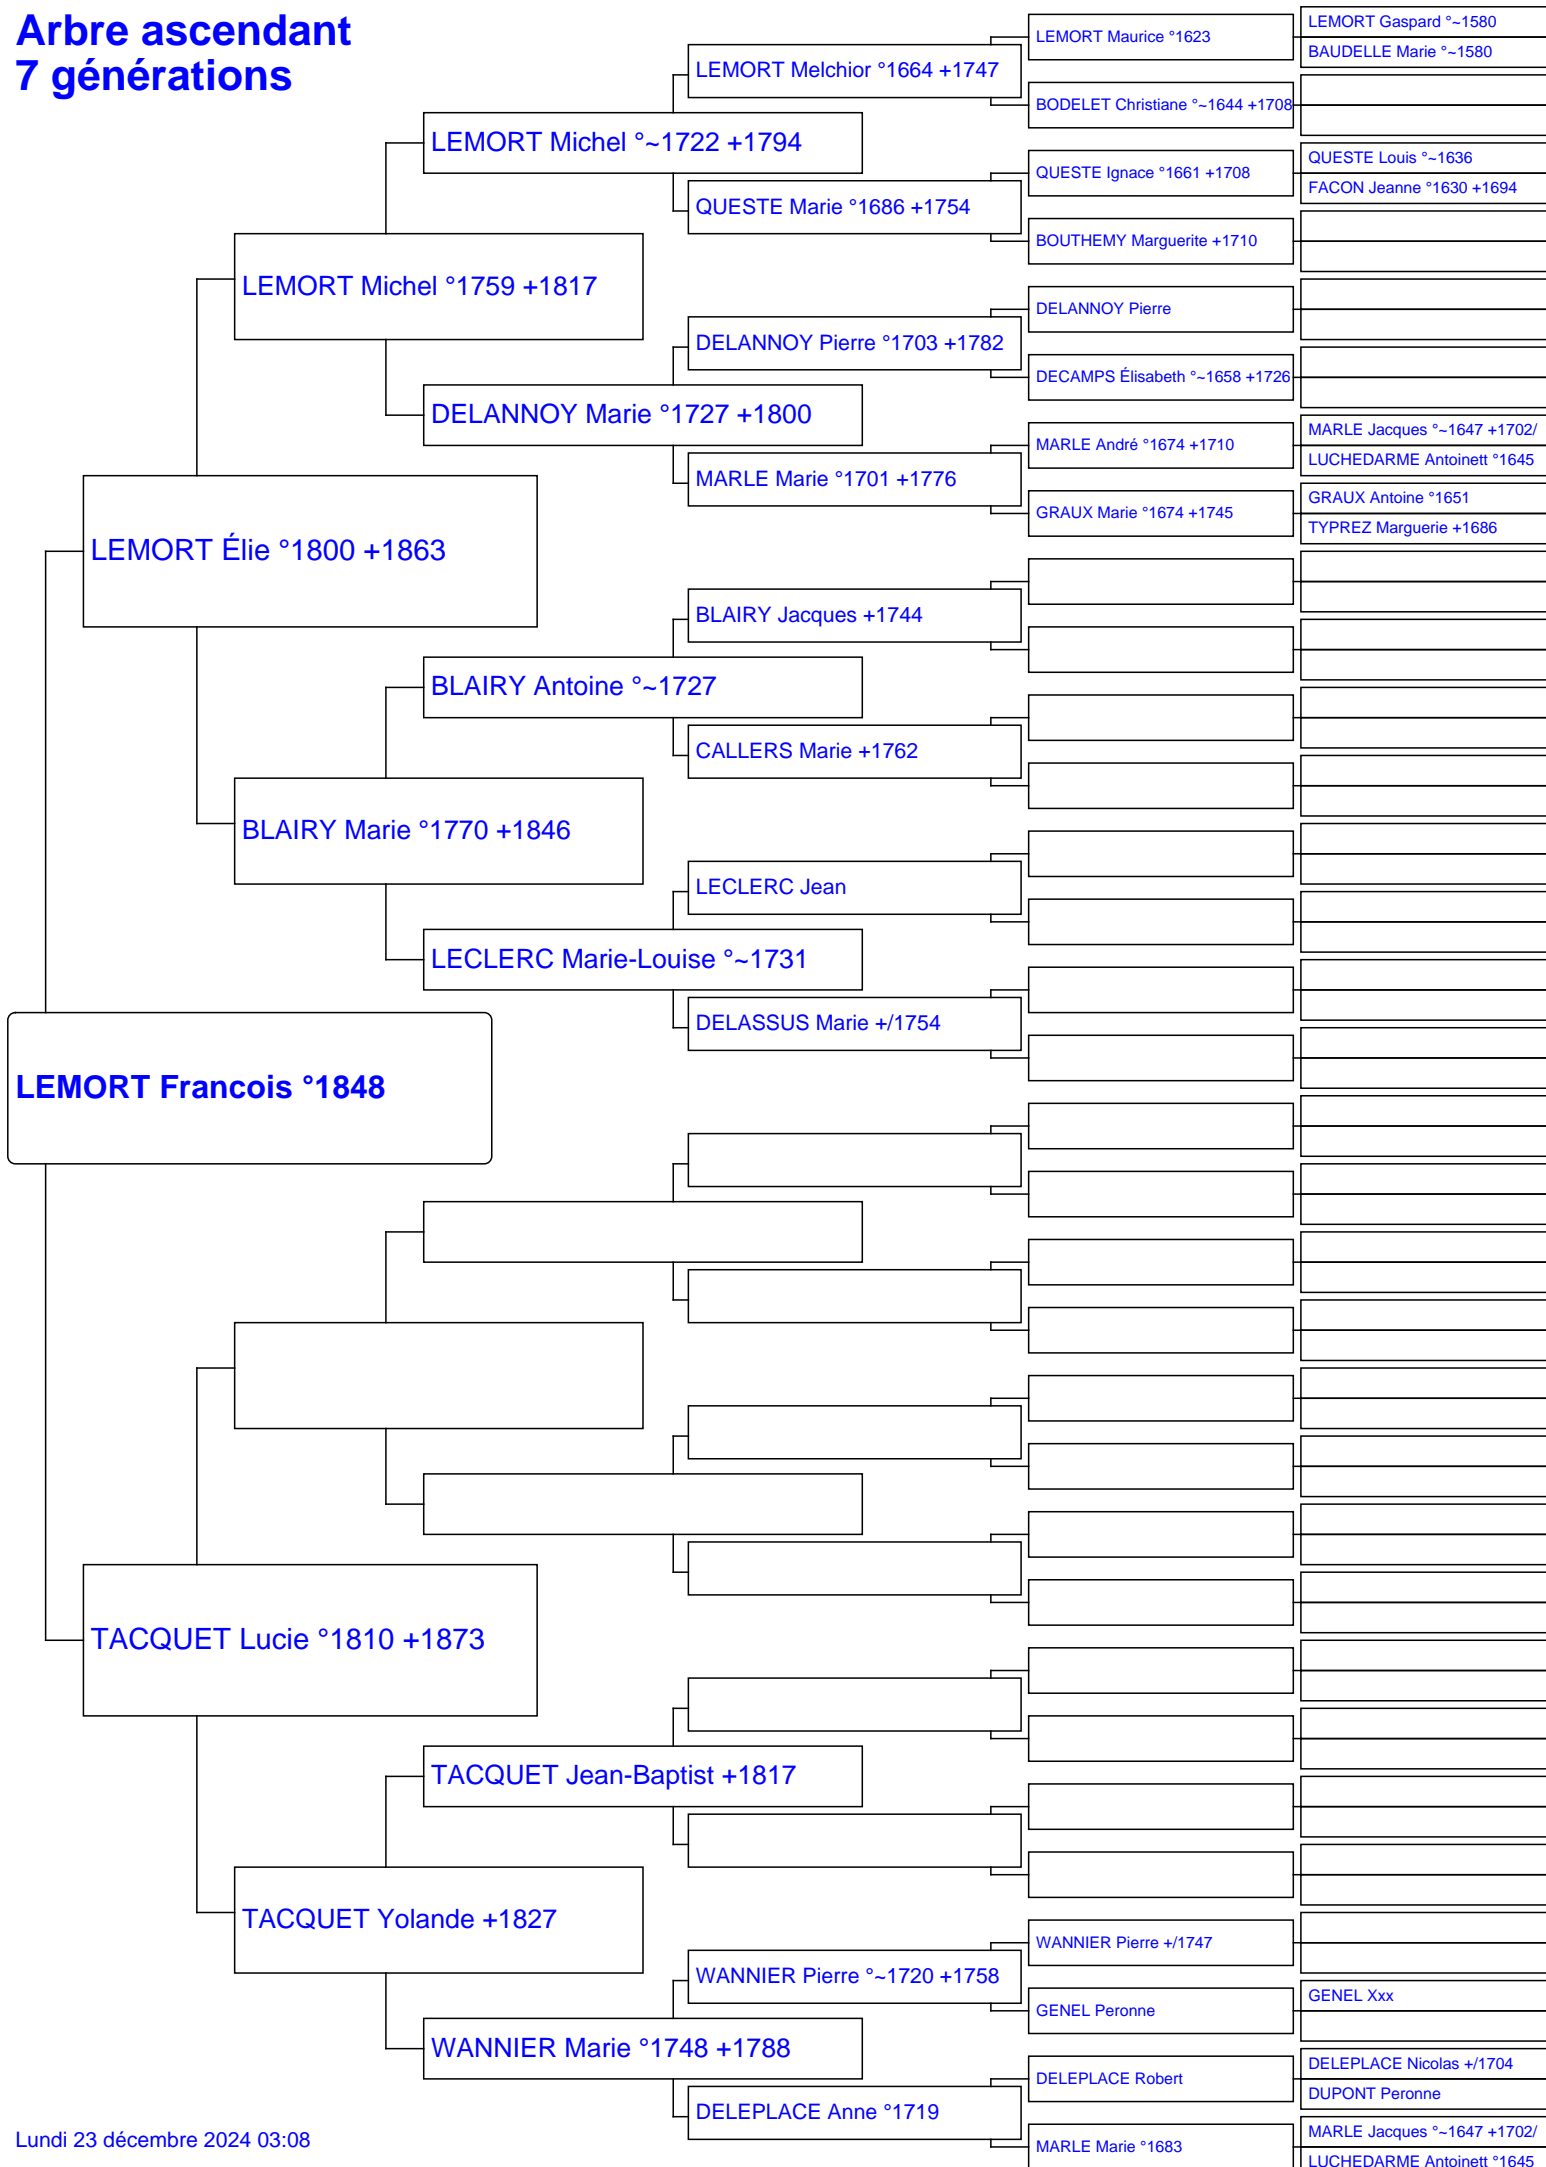 Arbre ascendant
7 générations
LEMORT Francois °1848
LEMORT Élie °1800 +1863
TACQUET Lucie °1810 +1873
LEMORT Michel °1759 +1817
BLAIRY Marie °1770 +1846
TACQUET Yolande +1827
LEMORT Michel °~1722 +1794
DELANNOY Marie °1727 +1800
BLAIRY Antoine °~1727
LECLERC Marie-Louise °~1731
TACQUET Jean-Baptist +1817
WANNIER Marie °1748 +1788
LEMORT Melchior °1664 +1747
QUESTE Marie °1686 +1754
DELANNOY Pierre °1703 +1782
MARLE Marie °1701 +1776
BLAIRY Jacques +1744
CALLERS Marie +1762
LECLERC Jean
DELASSUS Marie +/1754
WANNIER Pierre °~1720 +1758
DELEPLACE Anne °1719
LEMORT Maurice °1623
BODELET Christiane °~1644 +1708
QUESTE Ignace °1661 +1708
BOUTHEMY Marguerite +1710
DELANNOY Pierre
DECAMPS Élisabeth °~1658 +1726
MARLE André °1674 +1710
GRAUX Marie °1674 +1745
WANNIER Pierre +/1747
GENEL Peronne
DELEPLACE Robert
MARLE Marie °1683
LEMORT Gaspard °~1580
BAUDELLE Marie °~1580
QUESTE Louis °~1636
FACON Jeanne °1630 +1694
MARLE Jacques °~1647 +1702/
LUCHEDARME Antoinett °1645
GRAUX Antoine °1651
TYPREZ Marguerie +1686
GENEL Xxx
DELEPLACE Nicolas +/1704
DUPONT Peronne
MARLE Jacques °~1647 +1702/
LUCHEDARME Antoinett °1645
Lundi 23 décembre 2024 03:08